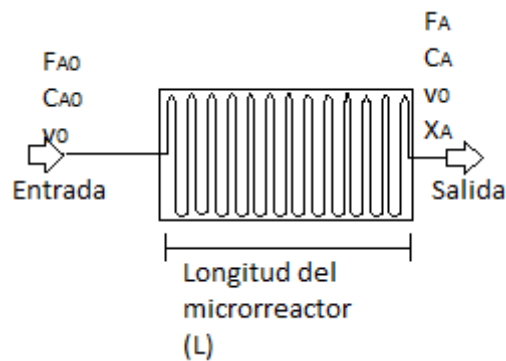 FA0
CA0
v0
Entrada
FA
CA
v0
XA
Salida
Longitud del
microrreactor
(L)